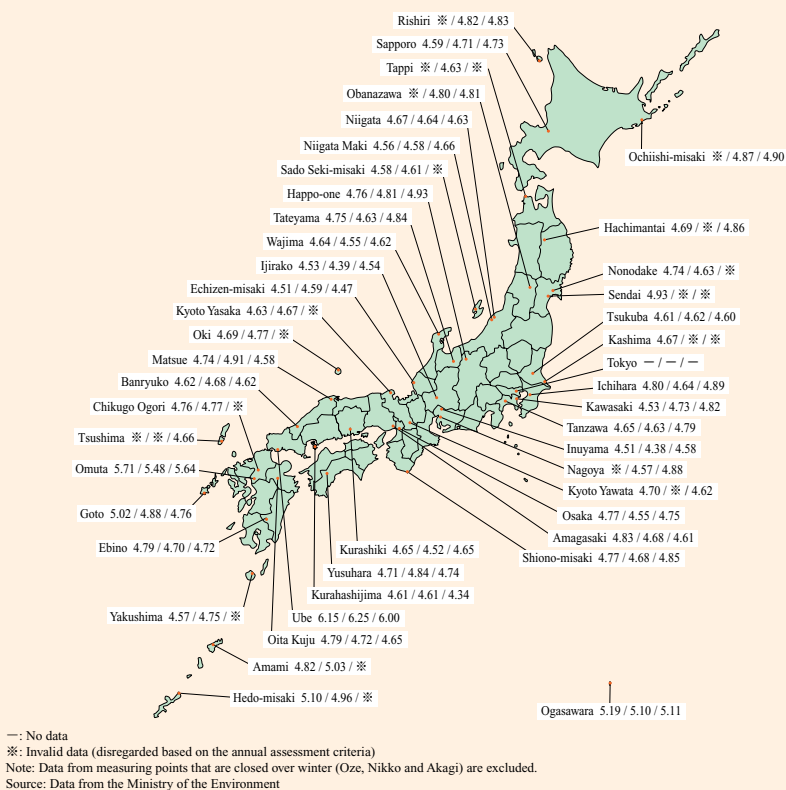 Rishiri ※ / 4.82 / 4.83
Sapporo 4.59 / 4.71 / 4.73
Tappi ※ / 4.63 / ※
Obanazawa ※ / 4.80 / 4.81
Niigata 4.67 / 4.64 / 4.63
Niigata Maki 4.56 / 4.58 / 4.66
Sado Seki-misaki 4.58 / 4.61 / ※
Happo-one 4.76 / 4.81 / 4.93
Tateyama 4.75 / 4.63 / 4.84
Wajima 4.64 / 4.55 / 4.62
Ijirako 4.53 / 4.39 / 4.54
Echizen-misaki 4.51 / 4.59 / 4.47
Kyoto Yasaka 4.63 / 4.67 / ※
Oki 4.69 / 4.77 / ※
Matsue 4.74 / 4.91 / 4.58
Banryuko 4.62 / 4.68 / 4.62
Chikugo Ogori 4.76 / 4.77 / ※
Tsushima ※ / ※ / 4.66
Omuta 5.71 / 5.48 / 5.64
Goto 5.02 / 4.88 / 4.76
Ebino 4.79 / 4.70 / 4.72
Yakushima 4.57 / 4.75 / ※
Ochiishi-misaki ※ / 4.87 / 4.90
Hachimantai 4.69 / ※ / 4.86
Nonodake 4.74 / 4.63 / ※
Sendai 4.93 / ※ / ※
Tsukuba 4.61 / 4.62 / 4.60
Kashima 4.67 / ※ / ※
Tokyo － / － / －
Ichihara 4.80 / 4.64 / 4.89
Kawasaki 4.53 / 4.73 / 4.82
Tanzawa 4.65 / 4.63 / 4.79
Inuyama 4.51 / 4.38 / 4.58
Nagoya ※ / 4.57 / 4.88
Kyoto Yawata 4.70 / ※ / 4.62
Osaka 4.77 / 4.55 / 4.75
Amagasaki 4.83 / 4.68 / 4.61
Shiono-misaki 4.77 / 4.68 / 4.85
Kurashiki 4.65 / 4.52 / 4.65
Yusuhara 4.71 / 4.84 / 4.74
Kurahashijima 4.61 / 4.61 / 4.34
Ube 6.15 / 6.25 / 6.00
Oita Kuju 4.79 / 4.72 / 4.65
Amami 4.82 / 5.03 / ※
Hedo-misaki 5.10 / 4.96 / ※
Ogasawara 5.19 / 5.10 / 5.11
－: No data
※: Invalid data (disregarded based on the annual assessment criteria)
Note: Data from measuring points that are closed over winter (Oze, Nikko and Akagi) are excluded.
Source: Data from the Ministry of the Environment